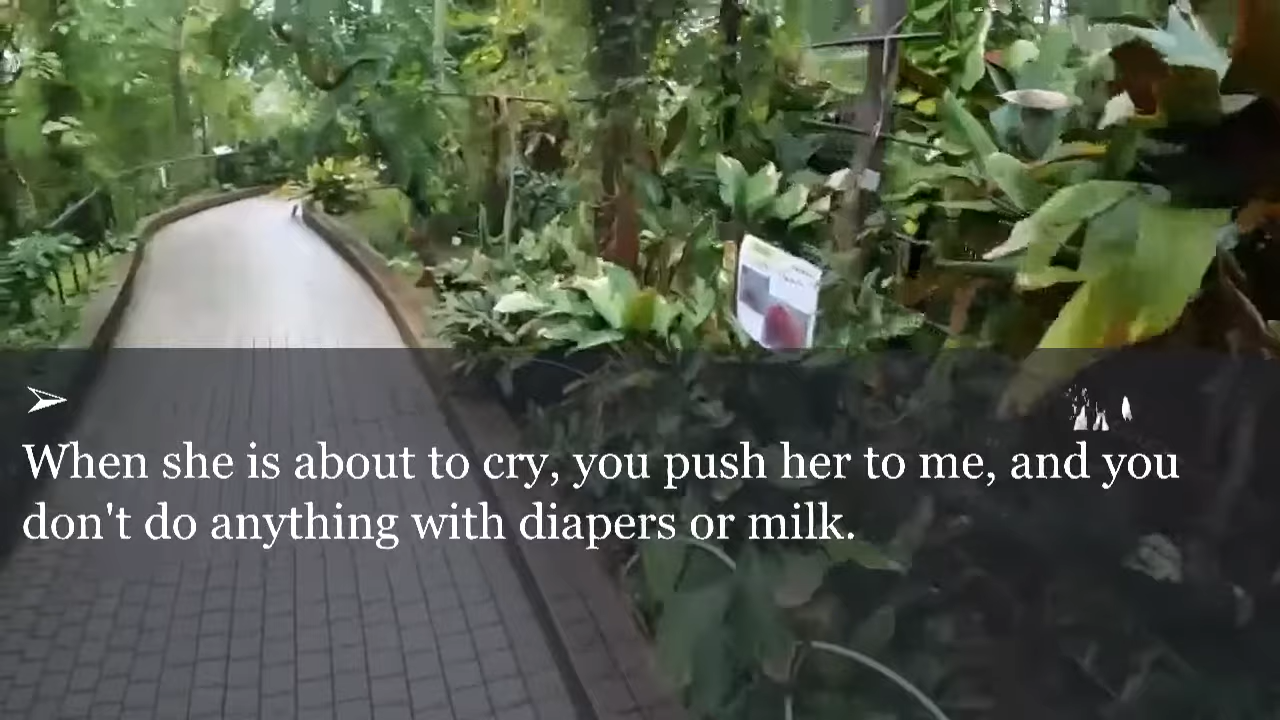 When she is about to cry, you push her to me, and you
don't do anything with diapers or milk.